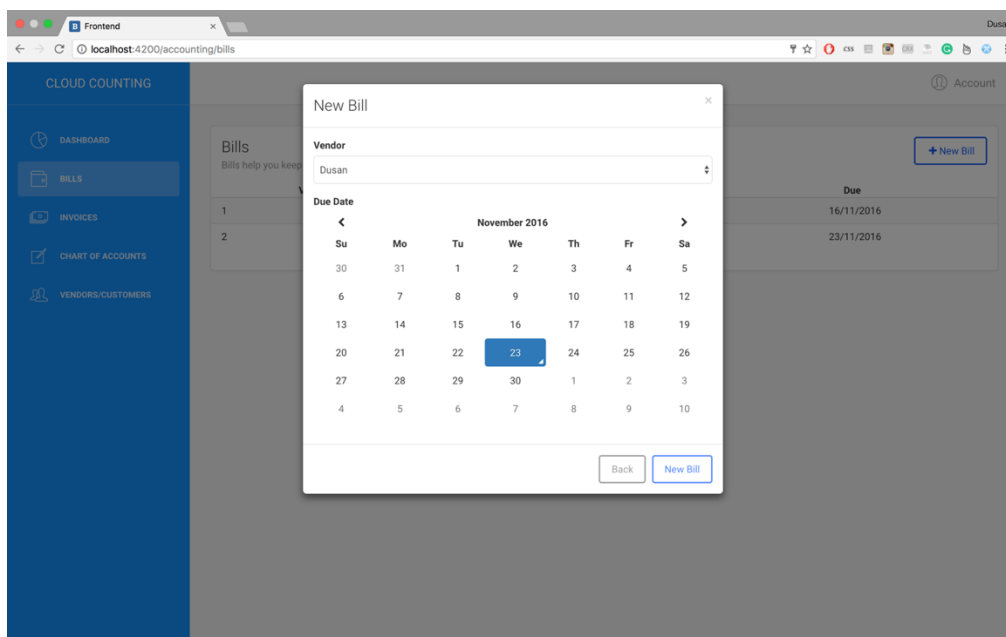 Frontend
Dusa
localhost:4200/accounting/bills
css
CLOUD COUNTING
Account
DASHBOARD
BILLS
INVOICES
CHART OF ACCOUNTS
VENDORS/CUSTOMERS
Bills
Bills help you keep
+ New Bill
V
Due
1
16/11/2016
2
23/11/2016
New Bill
×
Vendor
Dusan
Due Date
November 2016
Su Mo Tu We Th Fr Sa
30 31 1 2 3 4 5
6 7 8 9 10 11 12
13 14 15 16 17 18 19
20 21 22 23 24 25 26
27 28 29 30 1 2 3
4 5 6 7 8 9 10
Back
New Bill